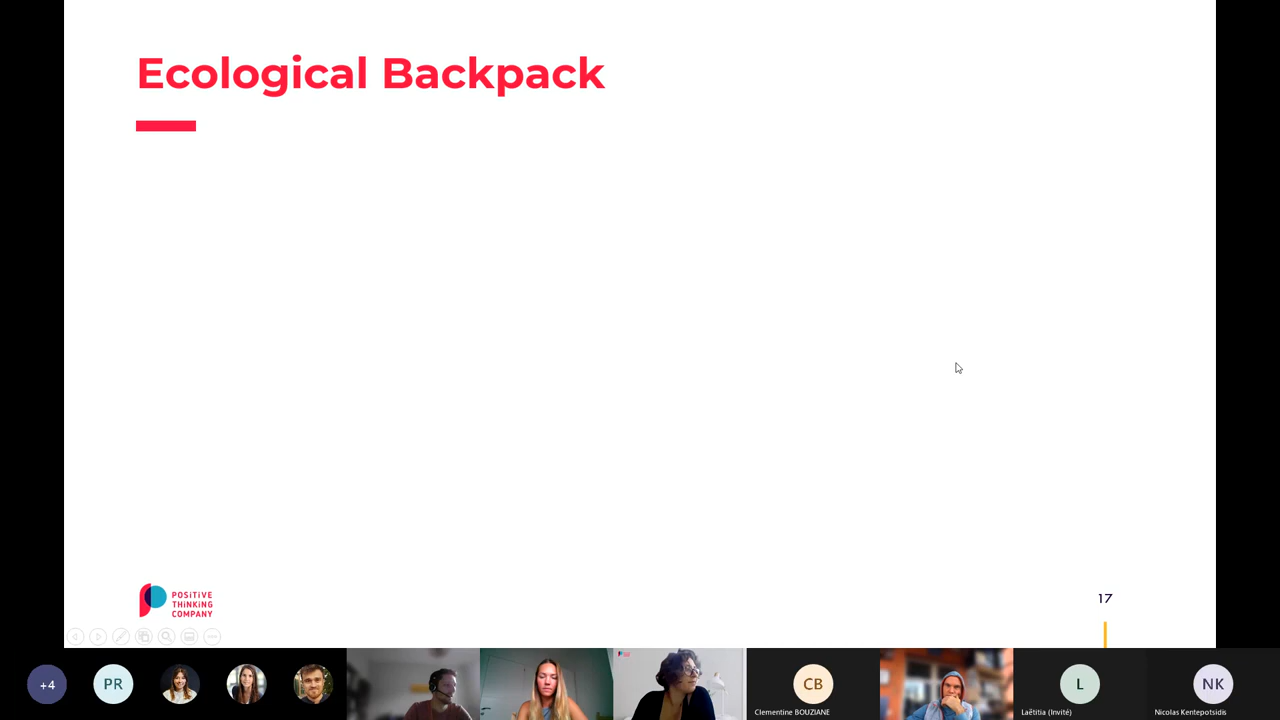 Ecological Backpack
POSITIVE
THINKING
COMPANY
17
+4
PR
CB
L
NK
Clementine BOUZIANE
Laëtitia (Invité)
Nicolas Kentepotsidis